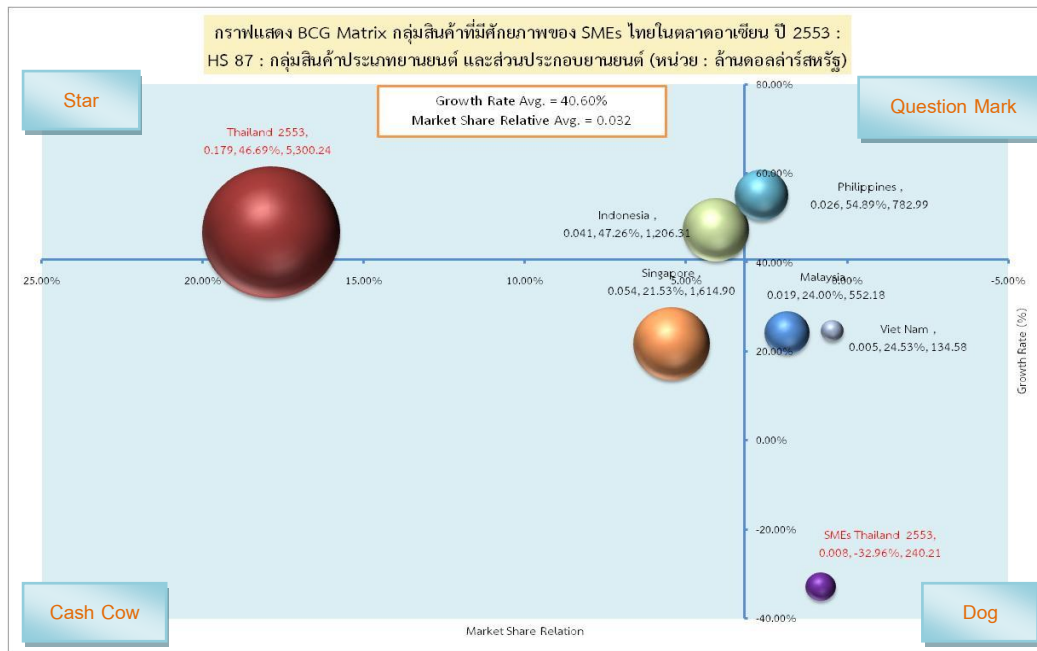 กราฟแสดง BCG Matrix กลุ่มสินค้าที่มีศักยภาพของ SMEs ไทยในตลาดอาเซียน ปี 2553 :
HS 87 : กลุ่มสินค้าประเภทยานยนต์ และส่วนประกอบยานยนต์ (หน่วย : ล้านดอลล่าร์สหรัฐ)
Star
Question Mark
80.00%
Growth Rate Avg. = 40.60%
Market Share Relative Avg. = 0.032
Thailand 2553,
0.179, 46.69%, 5,300.24
60.00%
Philippines ,
0.026, 54.89%, 782.99
Indonesia ,
0.041, 47.26%, 1,206.31
40.00%
25.00%
20.00%
15.00%
10.00%
5.00%
0.00%
-5.00%
Singapore ,
0.054, 21.53%, 1,614.90
Malaysia,
0.019, 24.00%, 552.18
Viet Nam ,
0.005, 24.53%, 134.58
20.00%
Growth Rate (%)
0.00%
-20.00%
SMEs Thailand 2553,
0.008, -32.96%, 240.21
-40.00%
Cash Cow
Dog
Market Share Relation